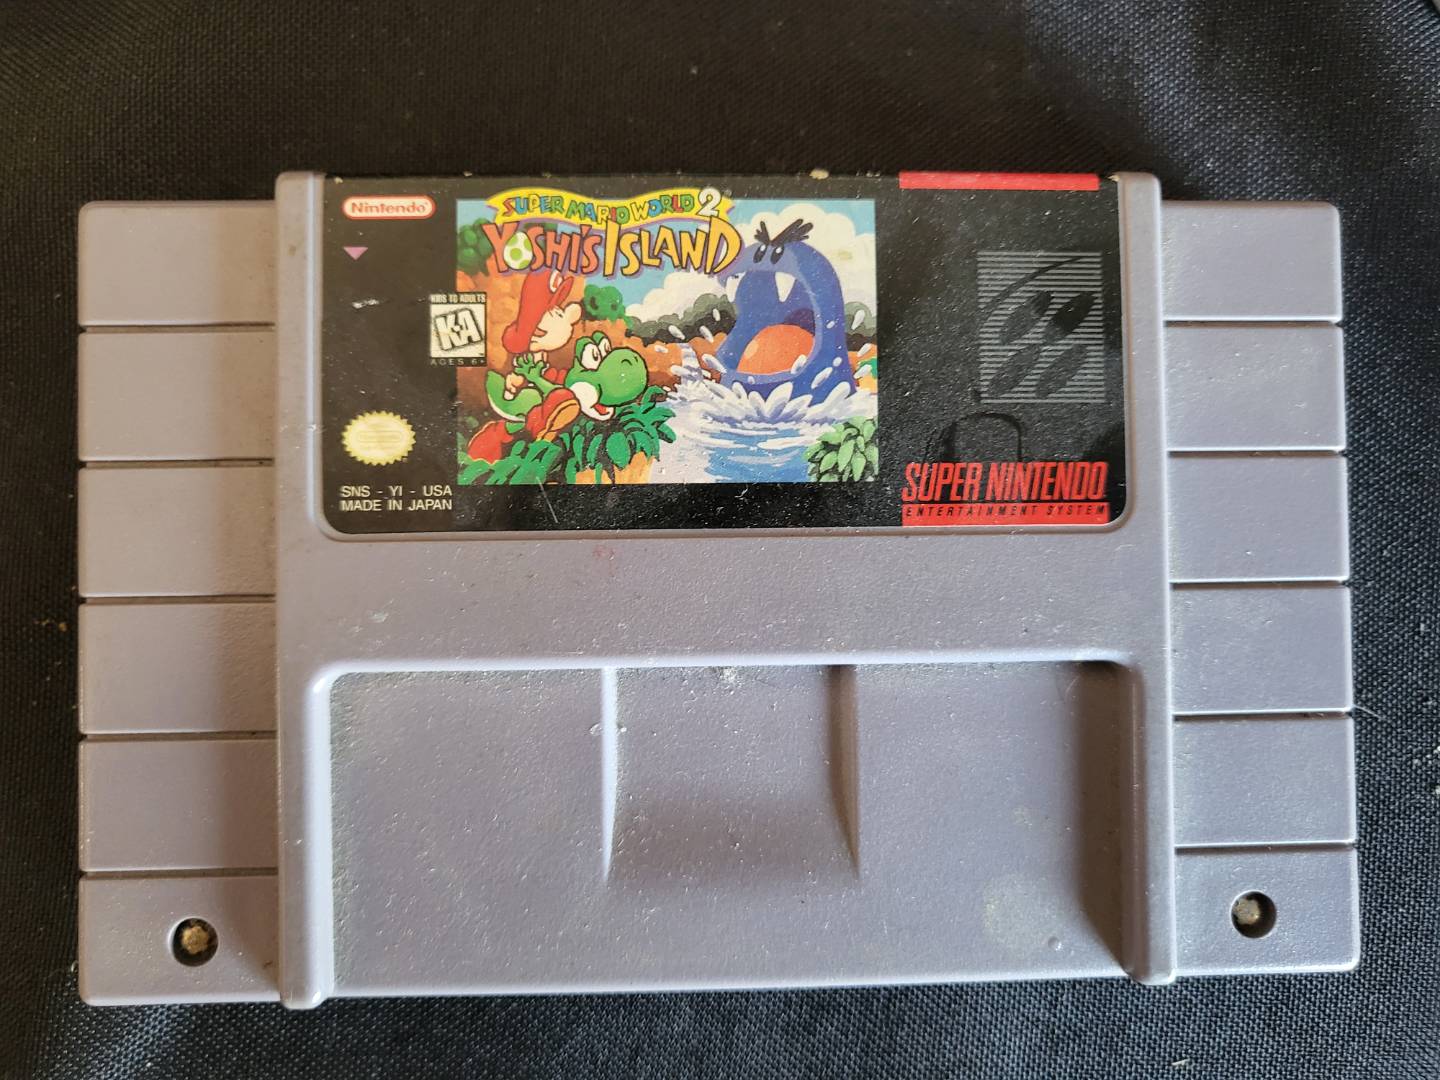 Nintendo
SUPER MARIO WORLD 2
YOSHI'S ISLAND
KIDS TO ADULTS
K-A
AGES 6+
SNS - YI - USA
MADE IN JAPAN
SUPER NINTENDO
ENTERTAINMENT SYSTEM